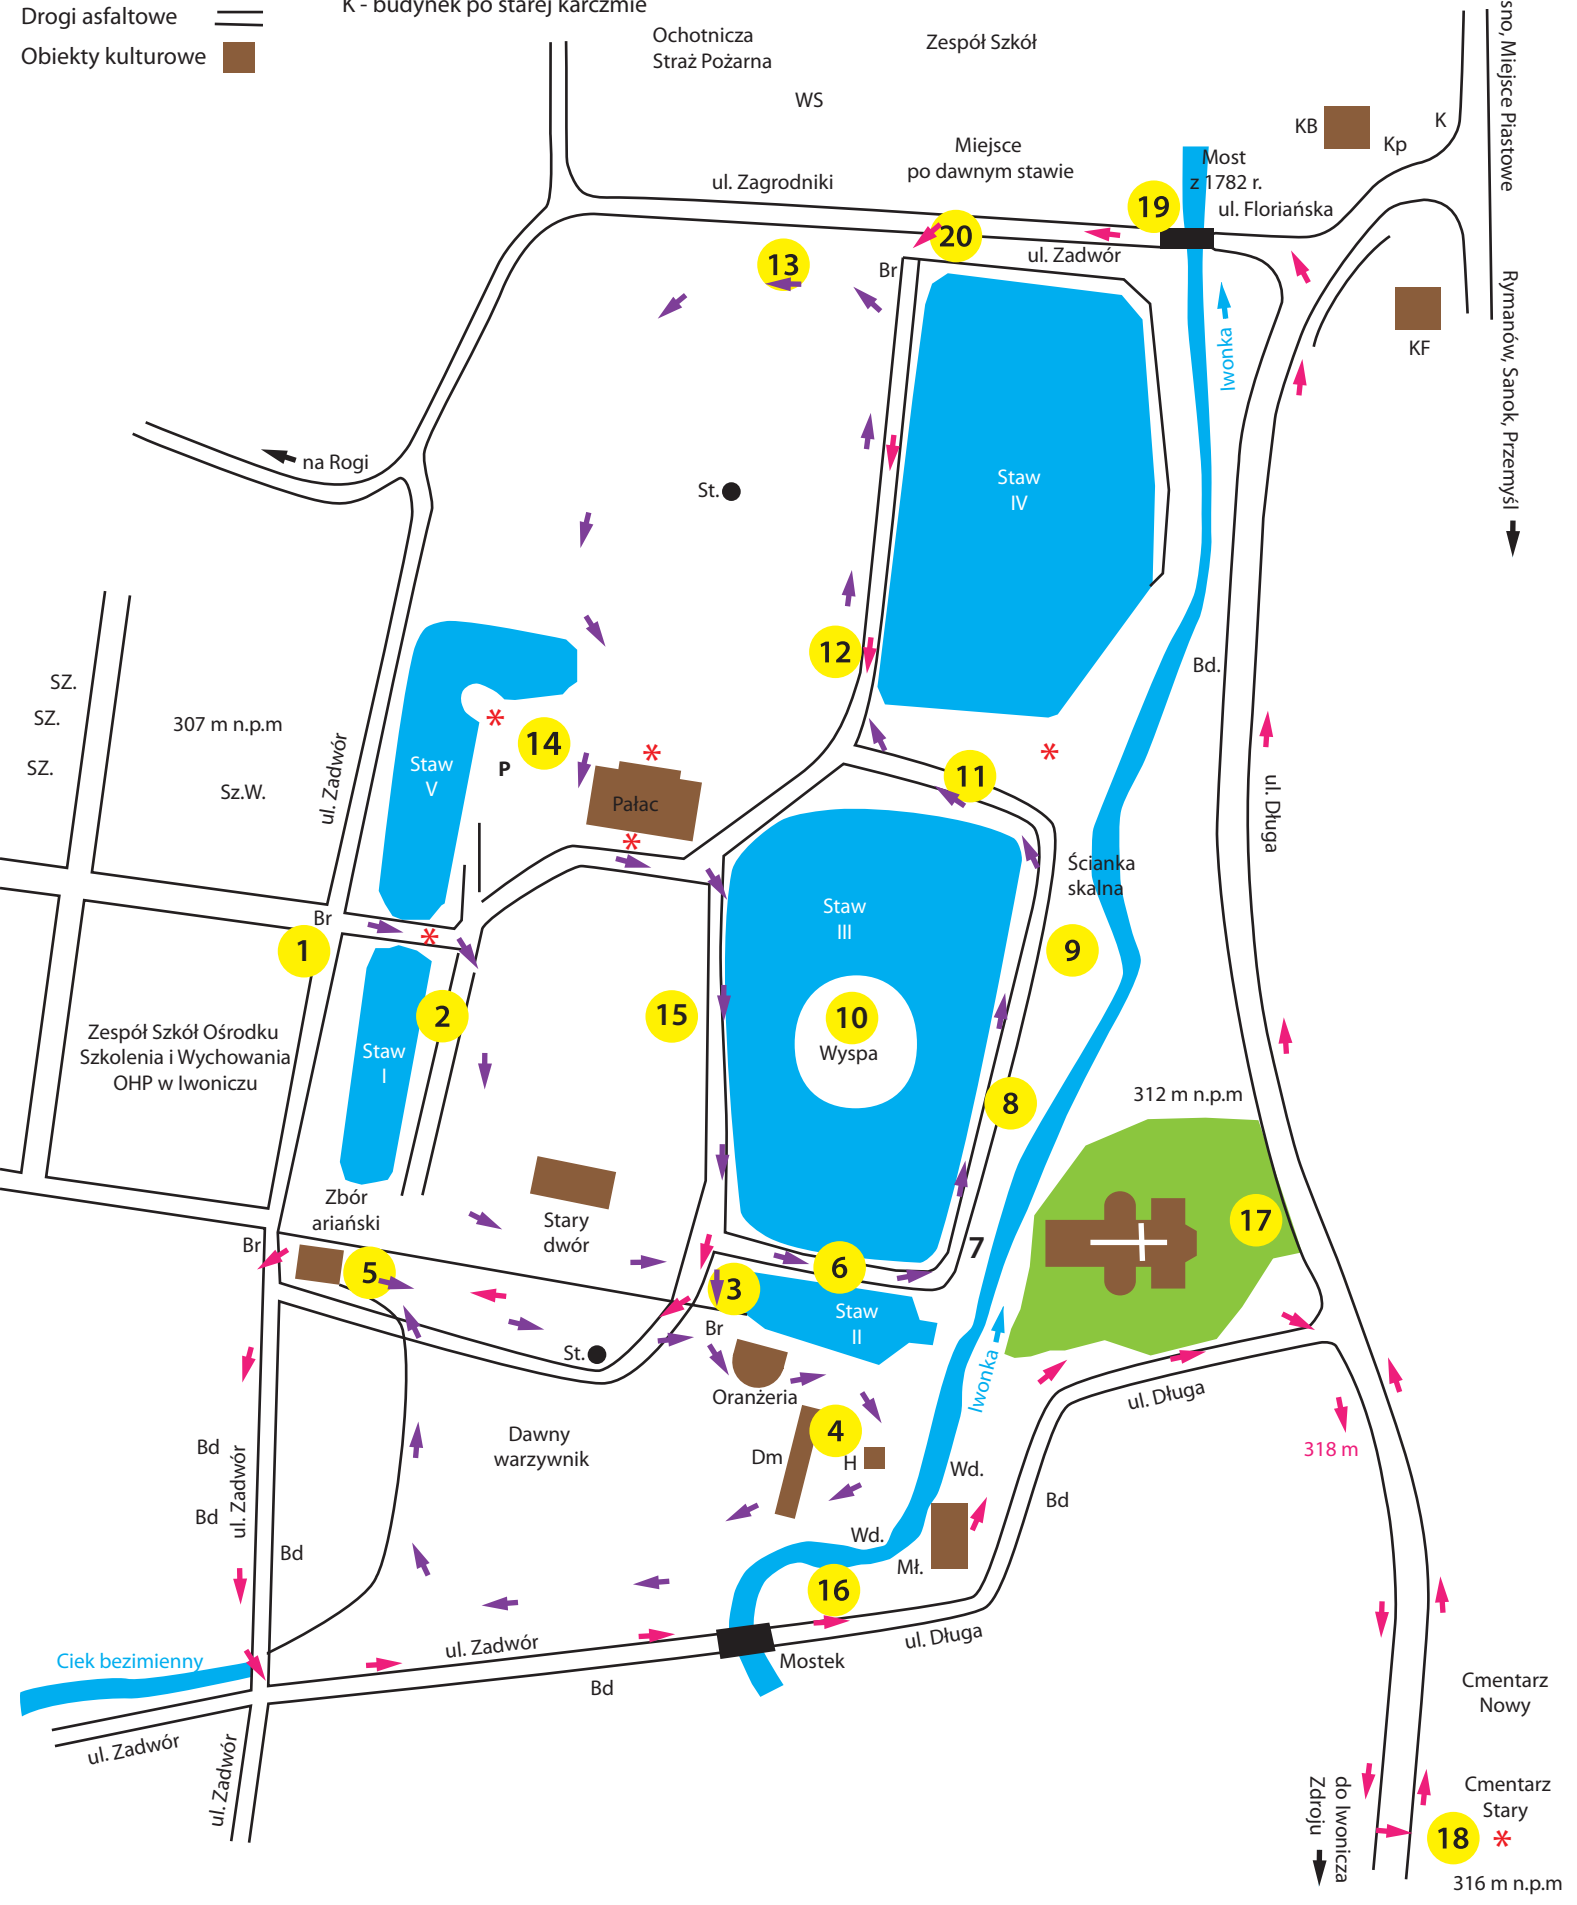 Drogi asfaltowe
K - budynek po starej karczmie
Obiekty kulturowe
Ochotnicza
Straż Pożarna
Zespół Szkół
WS
sno, Miejsce Piastowe
KB
K
Kp
Miejsce
po dawnym stawie
Most
z 1782 r.
ul. Zagrodniki
19
ul. Floriańska
20
ul. Zadwór
13
Br
Rymanów, Sanok, Przemyśl
KF
Iwonka
na Rogi
St.
Staw
IV
12
Bd.
SZ.
SZ.
SZ.
307 m n.p.m
Sz.W.
ul. Zadwór
14
P
Staw
V
Pałac
11
ul. Długa
Ścianka
skalna
Staw
III
Br
1
9
2
15
10
Wyspa
Zespół Szkół Ośrodku
Szkolenia i Wychowania
OHP w Iwoniczu
Staw
I
8
312 m n.p.m
Zbór
ariański
Stary
dwór
17
Br
5
6
7
3
Staw
II
Br
St.
Iwonka
Oranżeria
ul. Długa
Dawny
warzywnik
4
Dm
H
318 m
Bd
Bd
ul. Zadwór
Bd
Wd.
Bd
Wd.
Mł.
16
ul. Zadwór
ul. Długa
Mostek
Ciek bezimienny
Bd
ul. Zadwór
ul. Zadwór
Cmentarz
Nowy
do Iwonicza
Zdroju
Cmentarz
Stary
18
316 m n.p.m